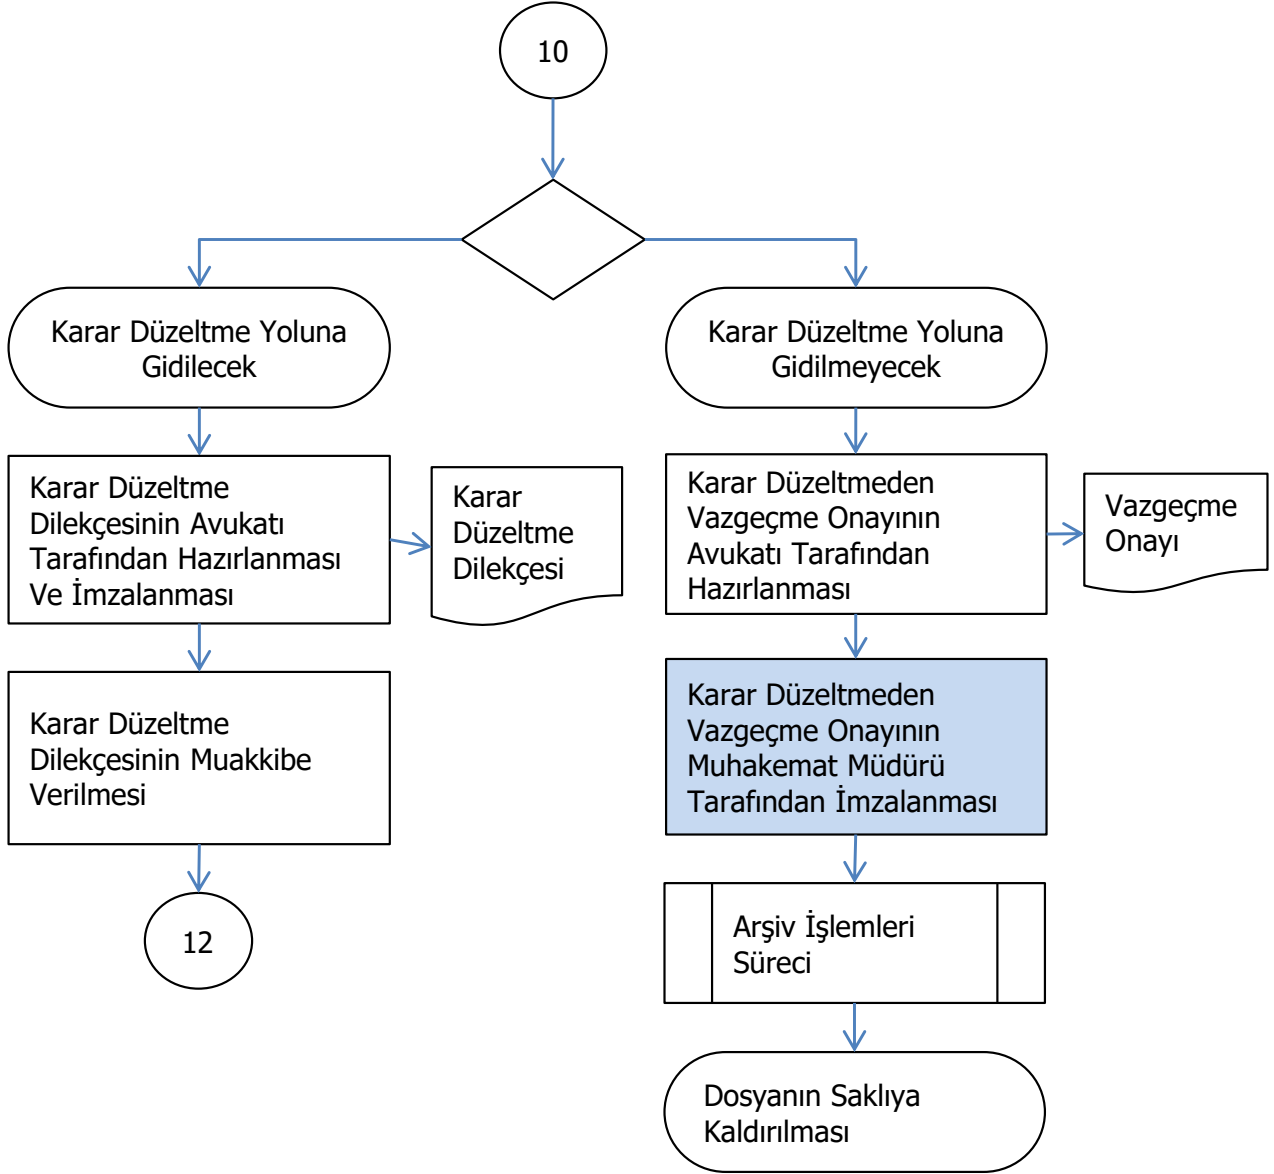 10
Karar Düzeltme Yoluna
Gidilecek
Karar Düzeltme Yoluna
Gidilmeyecek
Karar Düzeltme
Dilekçesinin Avukatı
Tarafından Hazırlanması
Ve İmzalanması
Karar
Düzeltme
Dilekçesi
Karar Düzeltmeden
Vazgeçme Onayının
Avukatı Tarafından
Hazırlanması
Vazgeçme
Onayı
Karar Düzeltme
Dilekçesinin Muakkibe
Verilmesi
Karar Düzeltmeden
Vazgeçme Onayının
Muhakemat Müdürü
Tarafından İmzalanması
12
Arşiv İşlemleri
Süreci
Dosyanın Saklıya
Kaldırılması